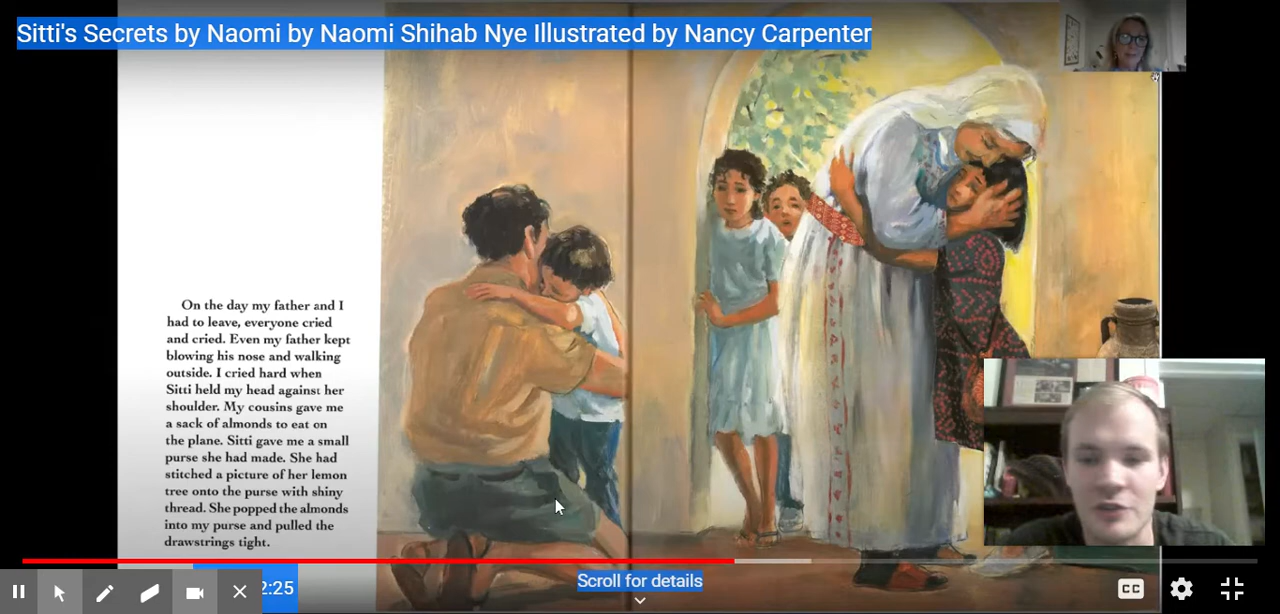 Sitti's Secrets by Naomi by Naomi Shihab Nye Illustrated by Nancy Carpenter
On the day my father and I
had to leave, everyone cried
and cried. Even my father kept
blowing his nose and walking
outside. I cried hard when
Sitti held my head against her
shoulder. My cousins gave me
a sack of almonds to eat on
the plane. Sitti gave me a small
purse she had made. She had
stitched a picture of her lemon
tree onto the purse with shiny
thread. She popped the almonds
into my purse and pulled the
drawstrings tight.
2:25
Scroll for details
CC